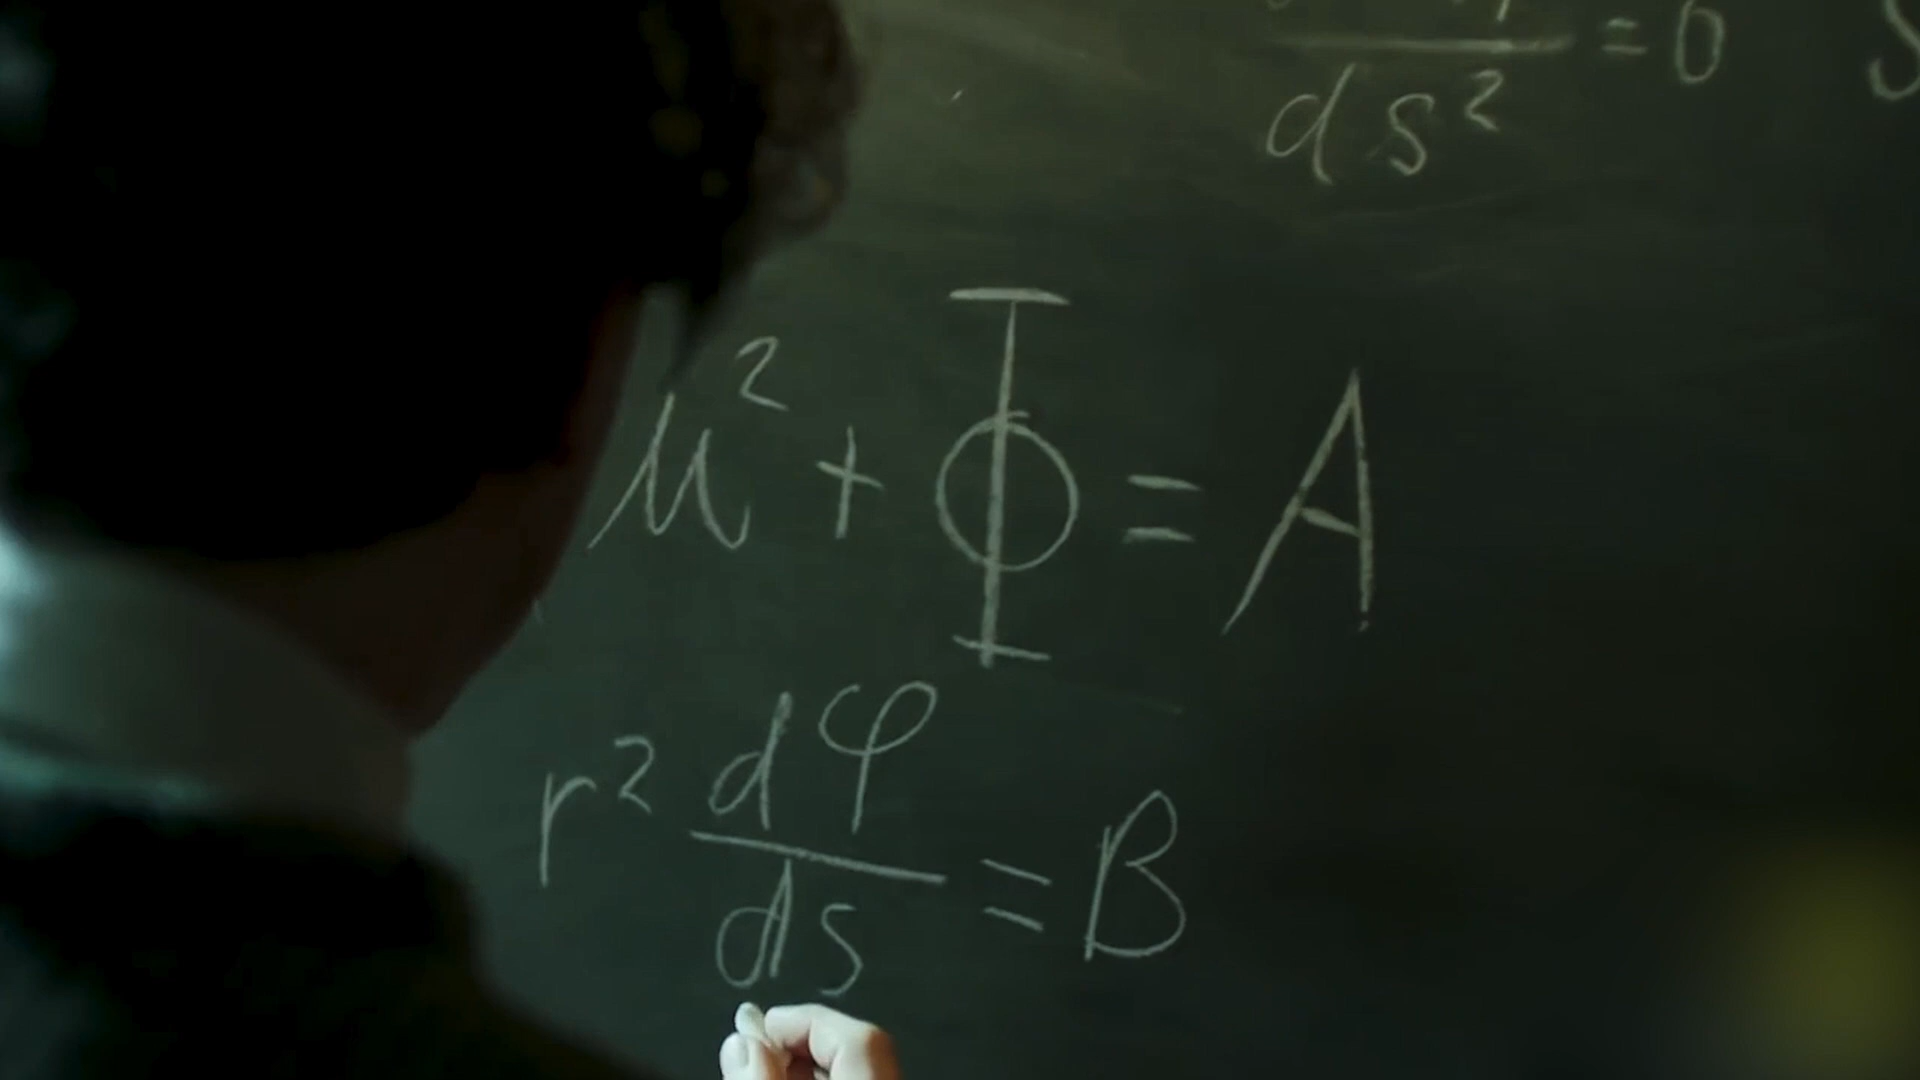 d s² = 0
u² + Φ = A
r² dφ/ds = B